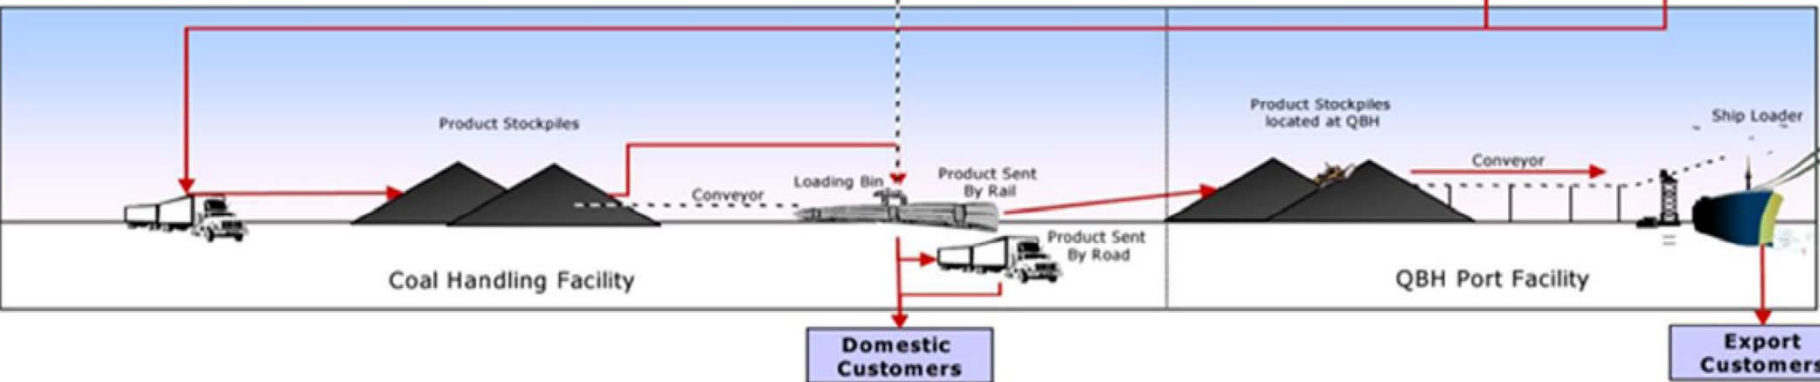 Product Stockpiles
Conveyor
Loading Bin
Product Sent
By Rail
Product Sent
By Road
Coal Handling Facility
Domestic
Customers
Product Stockpiles
located at QBH
Conveyor
Ship Loader
QBH Port Facility
Export
Customers